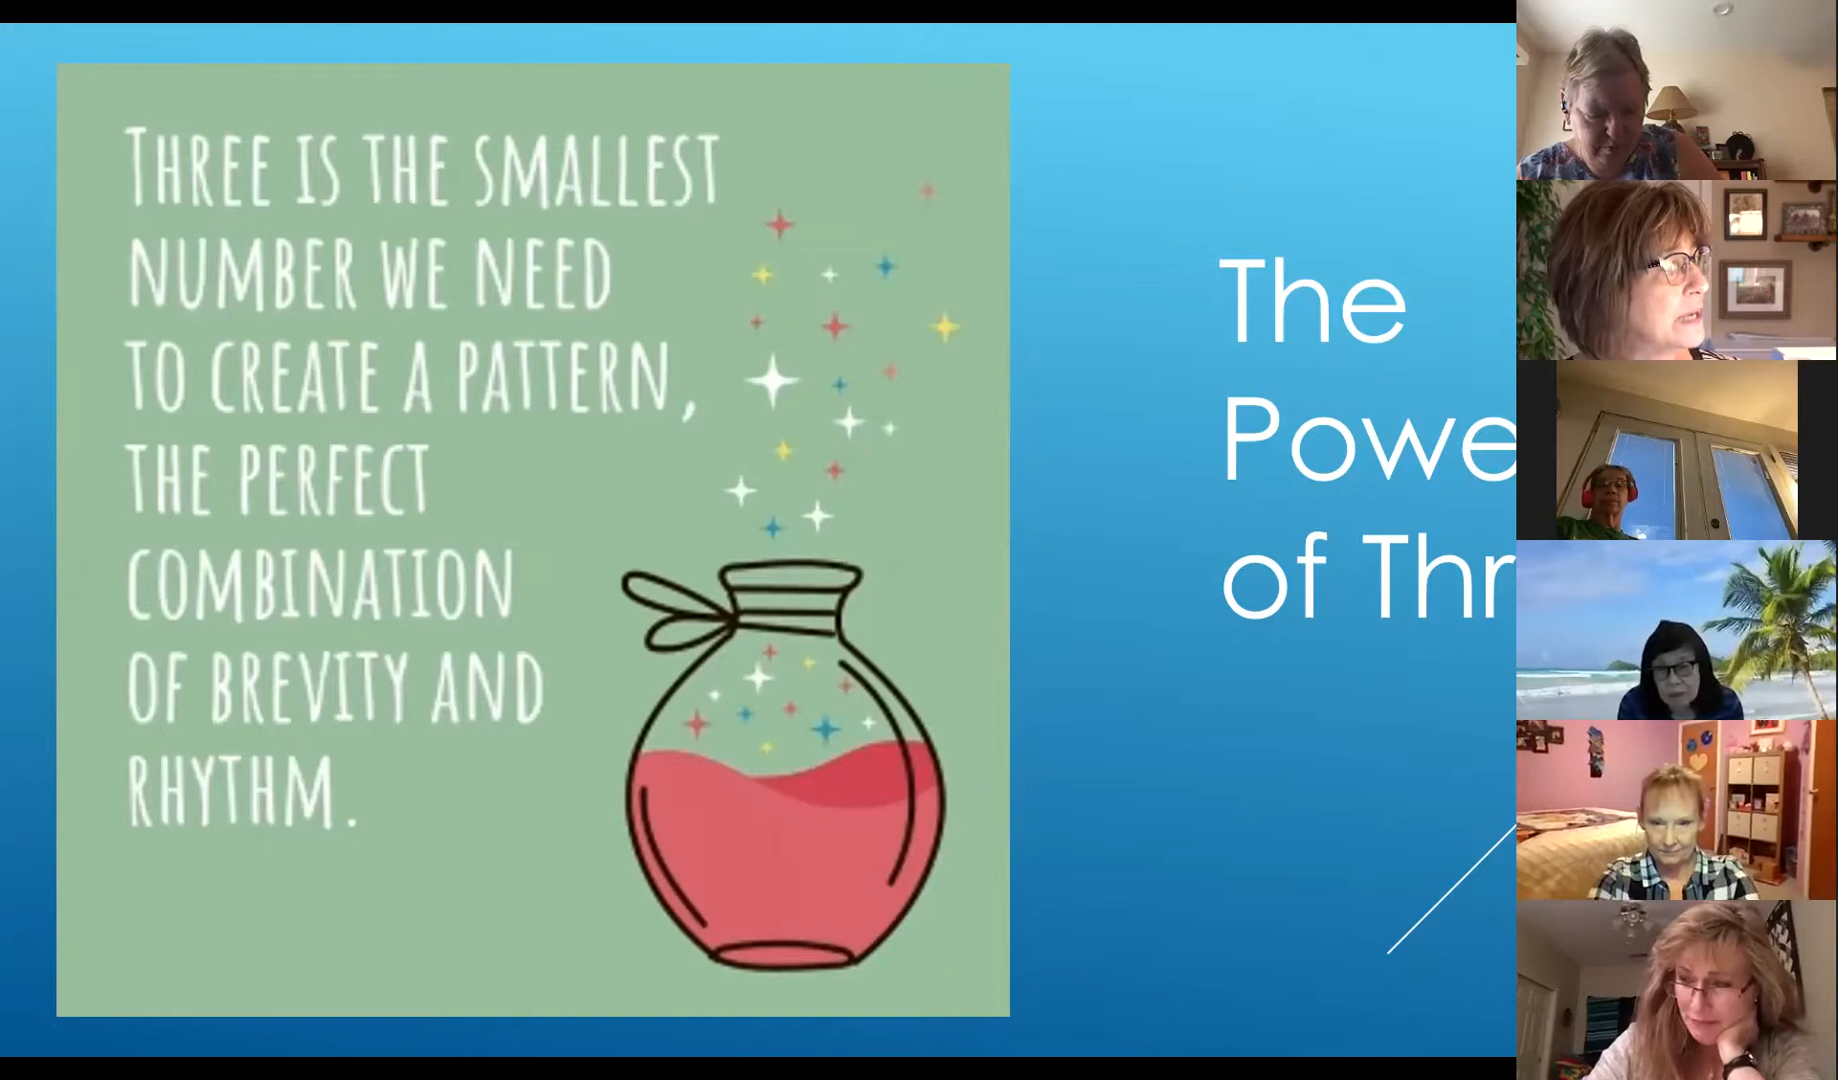 THREE IS THE SMALLEST
NUMBER WE NEED
TO CREATE A PATTERN,
THE PERFECT
COMBINATION
OF BREVITY AND
RHYTHM.
The
Powe
of Thr